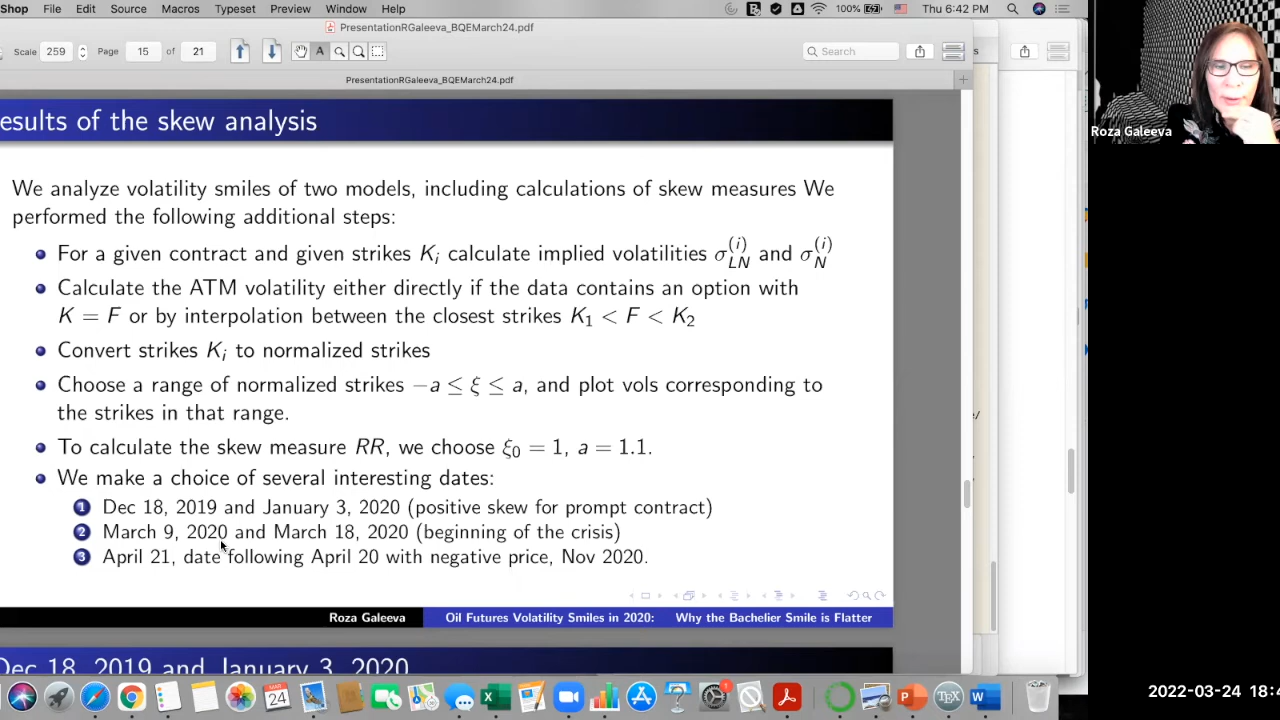 Shop File Edit Source Macros Typeset Preview Window Help 100% Thu 6:42 PM
PresentationRGaleeva_BQEMarch24.pdf
Scale 259 Page 15 of 21 A Search s
PresentationRGaleeva_BQEMarch24.pdf
esults of the skew analysis
Roza Galeeva
We analyze volatility smiles of two models, including calculations of skew measures We
performed the following additional steps:
For a given contract and given strikes K_i calculate implied volatilities σ_LN^(i) and σ_N^(i)
Calculate the ATM volatility either directly if the data contains an option with
K = F or by interpolation between the closest strikes K_1 < F < K_2
Convert strikes K_i to normalized strikes
Choose a range of normalized strikes −a ≤ ξ ≤ a, and plot vols corresponding to
the strikes in that range.
To calculate the skew measure RR, we choose ξ_0 = 1, a = 1.1.
We make a choice of several interesting dates:
1 Dec 18, 2019 and January 3, 2020 (positive skew for prompt contract)
2 March 9, 2020 and March 18, 2020 (beginning of the crisis)
3 April 21, date following April 20 with negative price, Nov 2020.
Roza Galeeva Oil Futures Volatility Smiles in 2020: Why the Bachelier Smile is Flatter
Dec 18, 2019 and January 3, 2020
MAR
24
TEX
2022-03-24 18:4